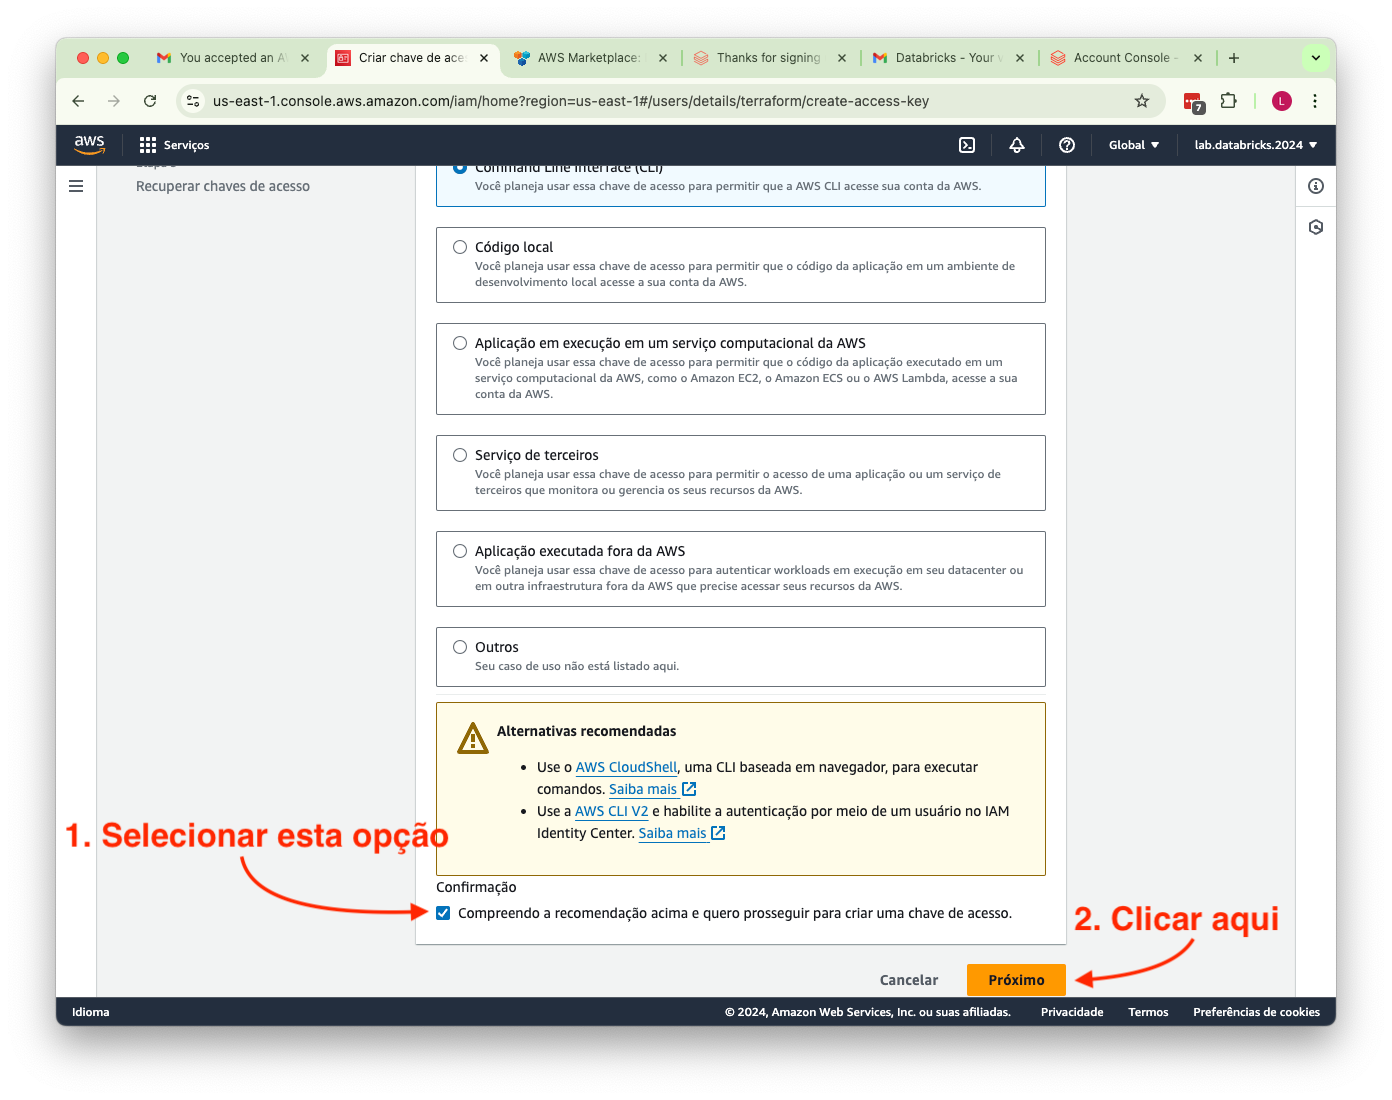 You accepted an A
Criar chave de ace
AWS Marketplace:
Thanks for signing
Databricks - Your
Account Console -
us-east-1.console.aws.amazon.com/iam/home?region=us-east-1#/users/details/terraform/create-access-key
7
L
aws
Serviços
Global
lab.databricks.2024
Recuperar chaves de acesso
Command Line Interface (CLI)
Você planeja usar essa chave de acesso para permitir que a AWS CLI acesse sua conta da AWS.
Código local
Você planeja usar essa chave de acesso para permitir que o código da aplicação em um ambiente de
desenvolvimento local acesse a sua conta da AWS.
Aplicação em execução em um serviço computacional da AWS
Você planeja usar essa chave de acesso para permitir que o código da aplicação executado em um
serviço computacional da AWS, como o Amazon EC2, o Amazon ECS ou o AWS Lambda, acesse a sua
conta da AWS.
Serviço de terceiros
Você planeja usar essa chave de acesso para permitir o acesso de uma aplicação ou um serviço de
terceiros que monitora ou gerencia os seus recursos da AWS.
Aplicação executada fora da AWS
Você planeja usar essa chave de acesso para autenticar workloads em execução em seu datacenter ou
em outra infraestrutura fora da AWS que precise acessar seus recursos da AWS.
Outros
Seu caso de uso não está listado aqui.
Alternativas recomendadas
• Use o AWS CloudShell, uma CLI baseada em navegador, para executar
comandos. Saiba mais
• Use a AWS CLI V2 e habilite a autenticação por meio de um usuário no IAM
Identity Center. Saiba mais
1. Selecionar esta opção
Confirmação
Compreendo a recomendação acima e quero prosseguir para criar uma chave de acesso.
2. Clicar aqui
Cancelar
Próximo
Idioma
© 2024, Amazon Web Services, Inc. ou suas afiliadas.
Privacidade
Termos
Preferências de cookies